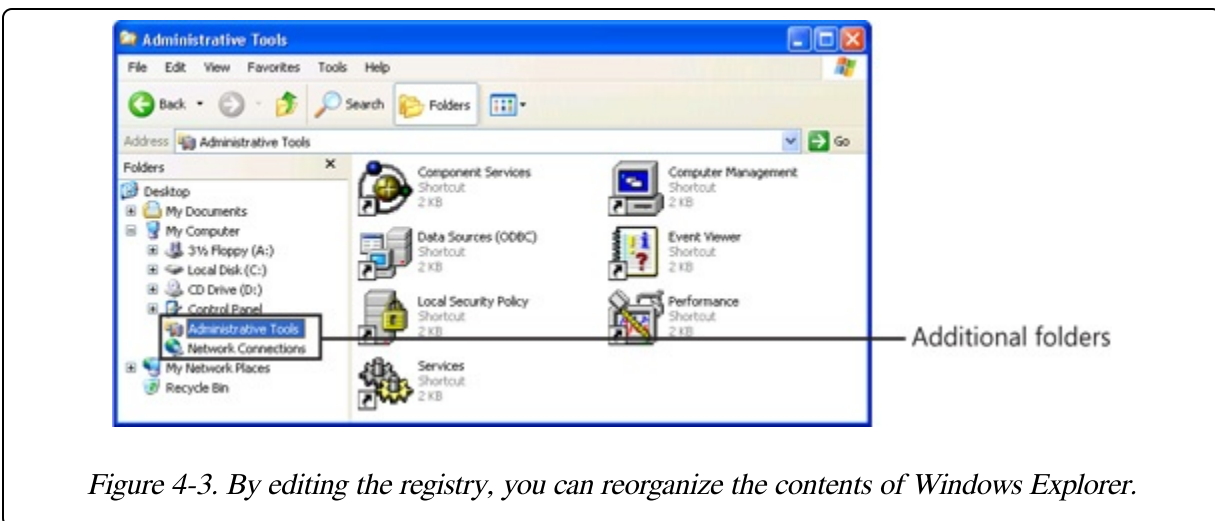 Administrative Tools
File Edit View Favorites Tools Help
Back Search Folders
Address Administrative Tools Go
Folders
Desktop
My Documents
My Computer
3½ Floppy (A:)
Local Disk (C:)
CD Drive (D:)
Control Panel
Administrative Tools
Network Connections
My Network Places
Recycle Bin
Component Services
Shortcut
2 KB
Computer Management
Shortcut
2 KB
Data Sources (ODBC)
Shortcut
2 KB
Event Viewer
Shortcut
2 KB
Local Security Policy
Shortcut
2 KB
Performance
Shortcut
2 KB
Services
Shortcut
2 KB
Additional folders
Figure 4-3. By editing the registry, you can reorganize the contents of Windows Explorer.